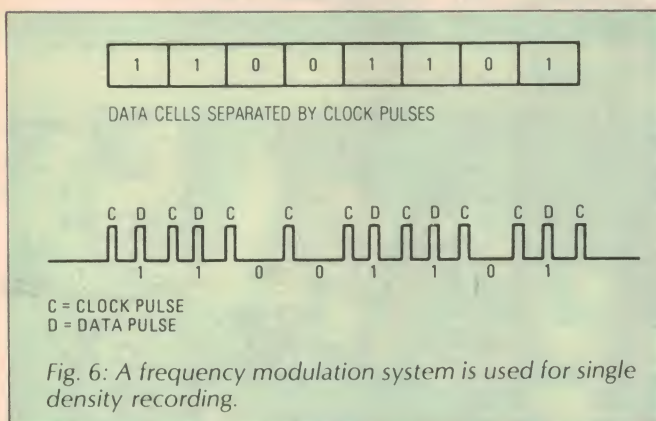 1 1 0 0 1 1 0 1
DATA CELLS SEPARATED BY CLOCK PULSES
C D C D C C C D C D C C D C
1 1 0 0 1 1 0 1
C = CLOCK PULSE
D = DATA PULSE
Fig. 6: A frequency modulation system is used for single
density recording.